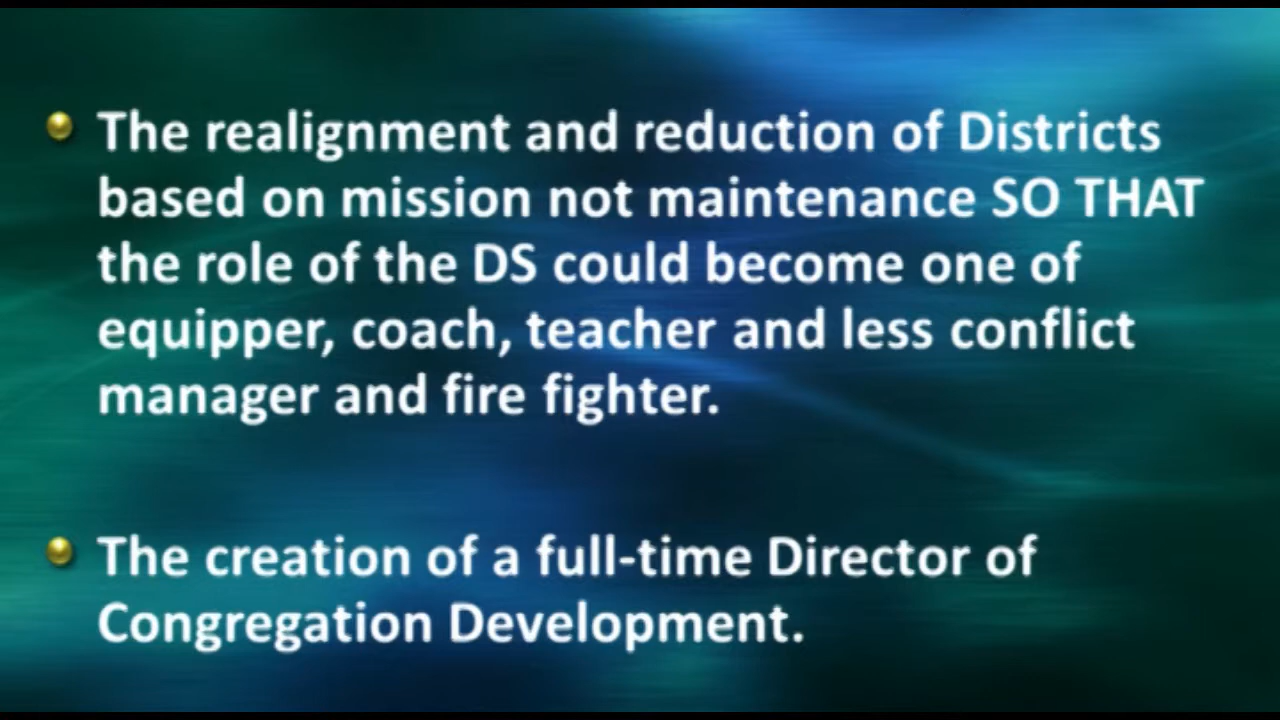 The realignment and reduction of Districts
based on mission not maintenance SO THAT
the role of the DS could become one of
equipper, coach, teacher and less conflict
manager and fire fighter.
The creation of a full-time Director of
Congregation Development.